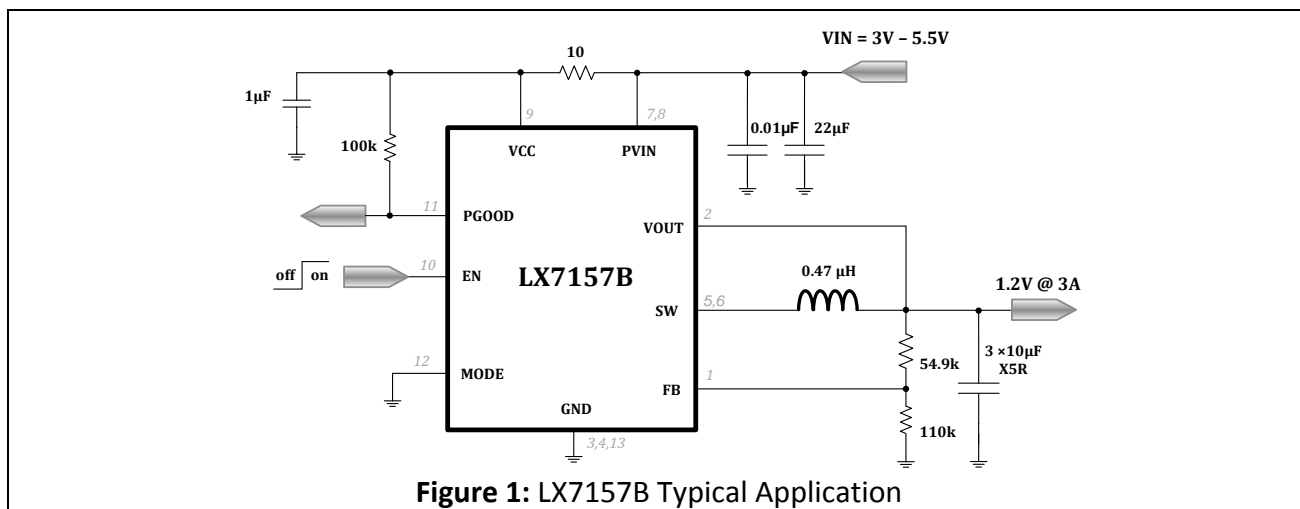 VIN = 3V – 5.5V
10
1µF
9
7,8
0.01µF
22µF
100k
VCC
PVIN
11
PGOOD
2
VOUT
off
on
10
EN
LX7157B
0.47 µH
1.2V @ 3A
SW
5,6
3 ×10µF
X5R
54.9k
12
MODE
1
FB
GND
110k
3,4,13
Figure 1: LX7157B Typical Application